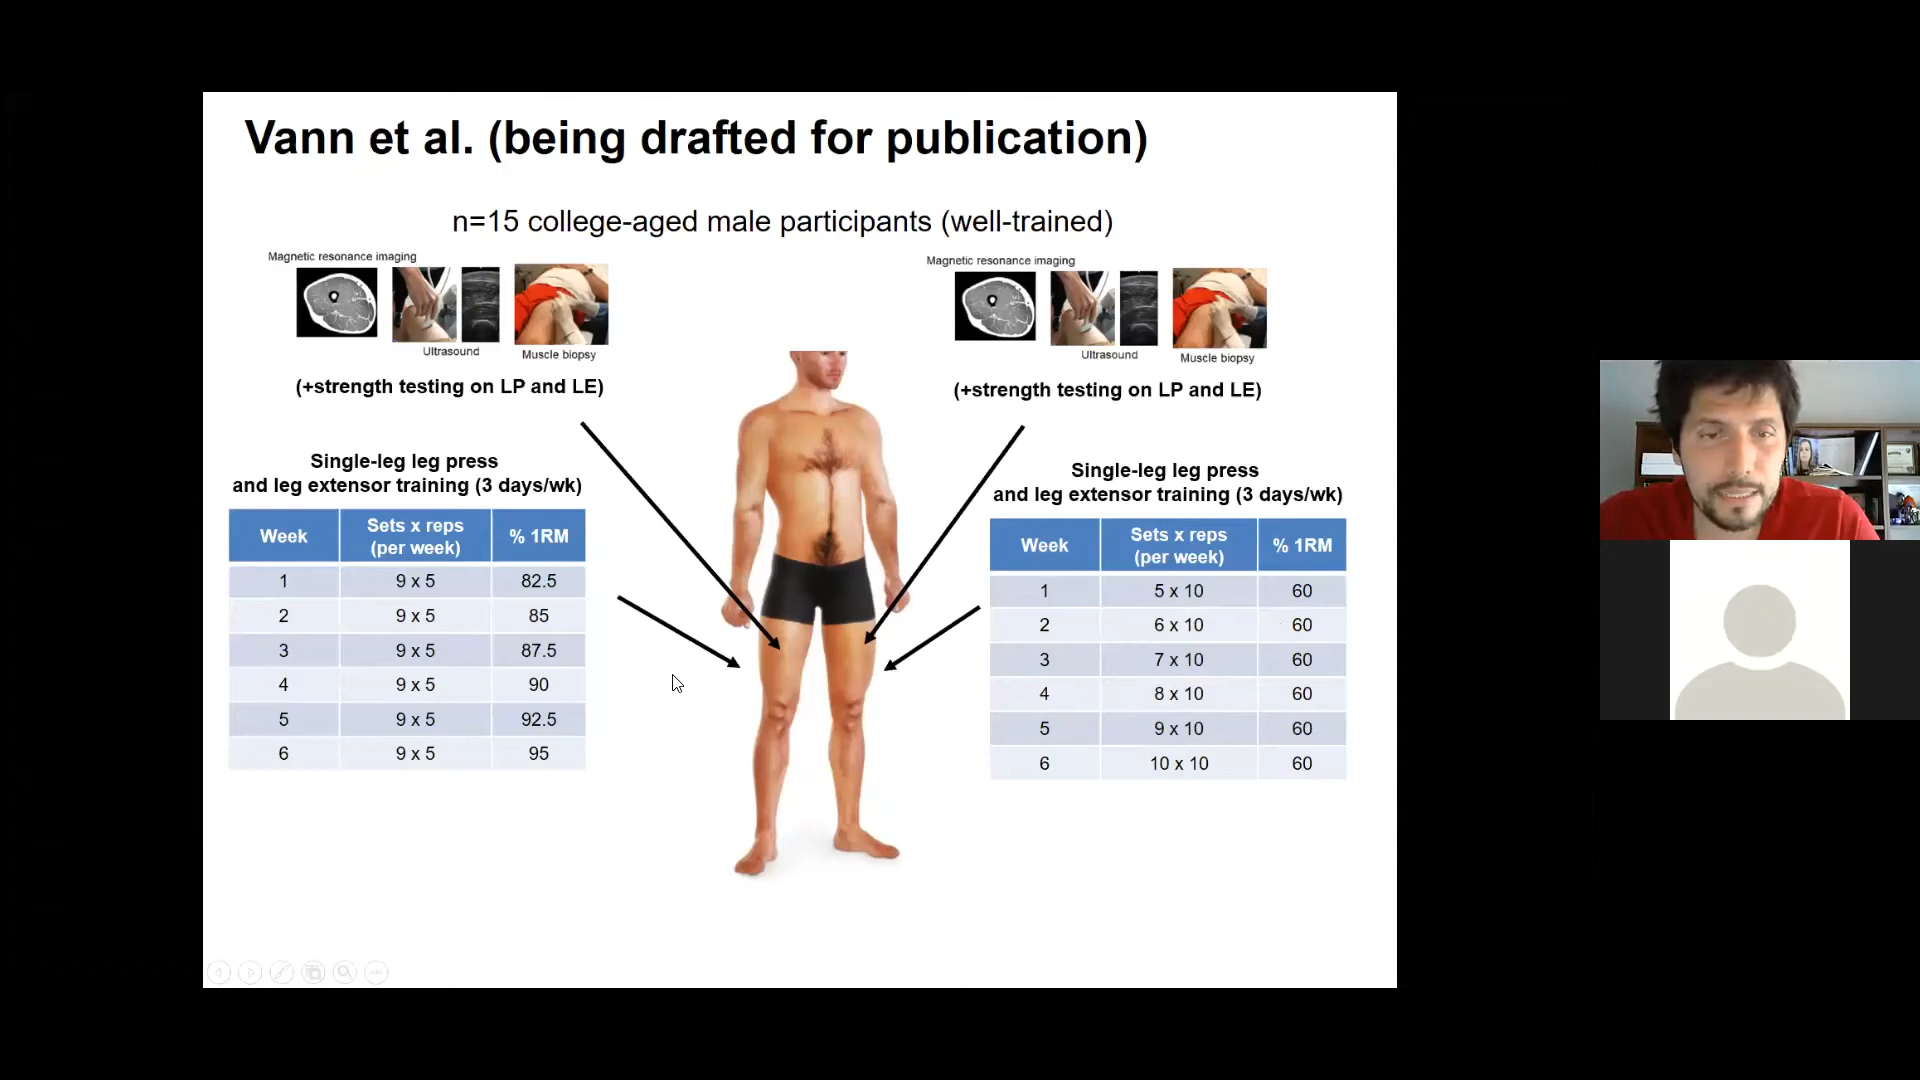 Vann et al. (being drafted for publication)
n=15 college-aged male participants (well-trained)
Magnetic resonance imaging
Ultrasound
Muscle biopsy
(+strength testing on LP and LE)
Single-leg leg press
and leg extensor training (3 days/wk)
Week Sets x reps (per week) % 1RM
1 9 x 5 82.5
2 9 x 5 85
3 9 x 5 87.5
4 9 x 5 90
5 9 x 5 92.5
6 9 x 5 95
Magnetic resonance imaging
Ultrasound
Muscle biopsy
(+strength testing on LP and LE)
Single-leg leg press
and leg extensor training (3 days/wk)
Week Sets x reps (per week) % 1RM
1 5 x 10 60
2 6 x 10 60
3 7 x 10 60
4 8 x 10 60
5 9 x 10 60
6 10 x 10 60